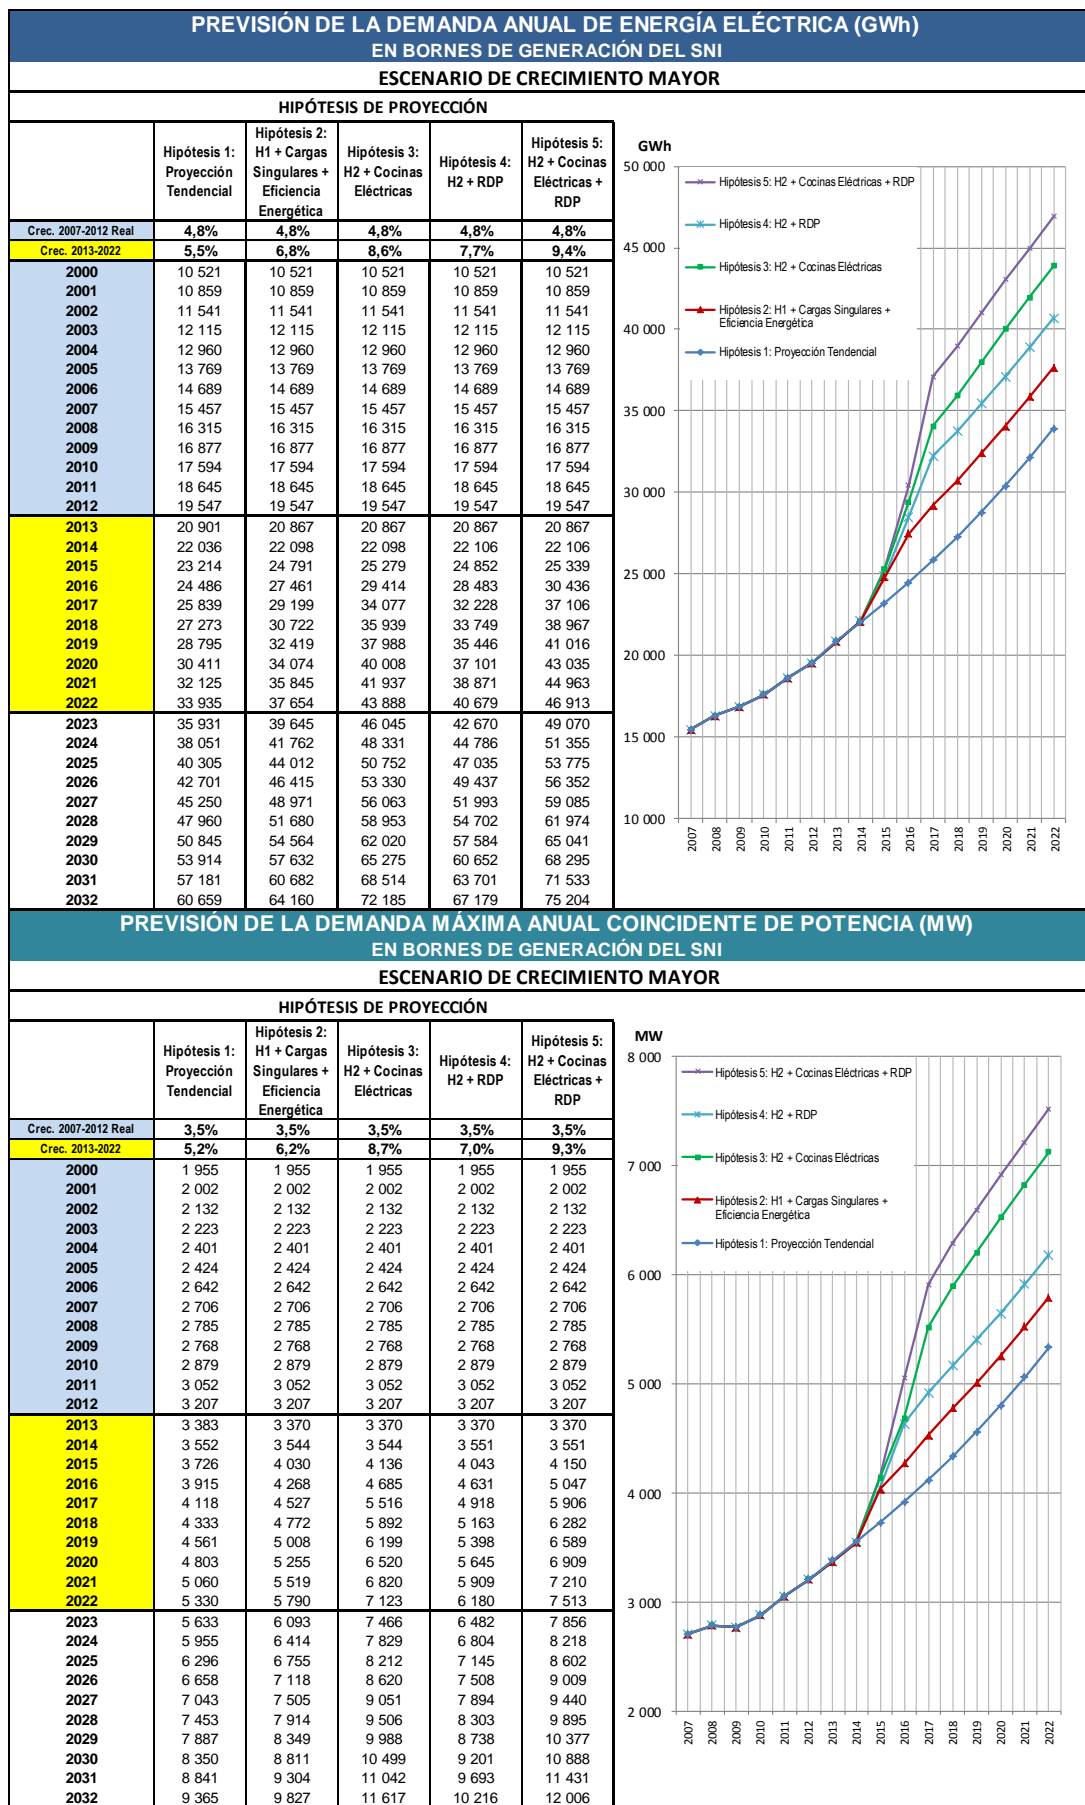 PREVISIÓN DE LA DEMANDA ANUAL DE ENERGÍA ELÉCTRICA (GWh)
EN BORNES DE GENERACIÓN DEL SNI
ESCENARIO DE CRECIMIENTO MAYOR
HIPÓTESIS DE PROYECCIÓN
Hipótesis 1: Proyección Tendencial
Hipótesis 2: H1 + Cargas Singulares + Eficiencia Energética
Hipótesis 3: H2 + Cocinas Eléctricas
Hipótesis 4: H2 + RDP
Hipótesis 5: H2 + Cocinas Eléctricas + RDP
Crec. 2007-2012 Real 4,8% 4,8% 4,8% 4,8% 4,8%
Crec. 2013-2022 5,5% 6,8% 8,6% 7,7% 9,4%
2000 10 521 10 521 10 521 10 521 10 521
2001 10 859 10 859 10 859 10 859 10 859
2002 11 541 11 541 11 541 11 541 11 541
2003 12 115 12 115 12 115 12 115 12 115
2004 12 960 12 960 12 960 12 960 12 960
2005 13 769 13 769 13 769 13 769 13 769
2006 14 689 14 689 14 689 14 689 14 689
2007 15 457 15 457 15 457 15 457 15 457
2008 16 315 16 315 16 315 16 315 16 315
2009 16 877 16 877 16 877 16 877 16 877
2010 17 594 17 594 17 594 17 594 17 594
2011 18 645 18 645 18 645 18 645 18 645
2012 19 547 19 547 19 547 19 547 19 547
2013 20 901 20 867 20 867 20 867 20 867
2014 22 036 22 098 22 098 22 106 22 106
2015 23 214 24 791 25 279 24 852 25 339
2016 24 486 27 461 29 414 28 483 30 436
2017 25 839 29 199 34 077 32 228 37 106
2018 27 273 30 722 35 939 33 749 38 967
2019 28 795 32 419 37 988 35 446 41 016
2020 30 411 34 074 40 008 37 101 43 035
2021 32 125 35 845 41 937 38 871 44 963
2022 33 935 37 654 43 888 40 679 46 913
2023 35 931 39 645 46 045 42 670 49 070
2024 38 051 41 762 48 331 44 786 51 355
2025 40 305 44 012 50 752 47 035 53 775
2026 42 701 46 415 53 330 49 437 56 352
2027 45 250 48 971 56 063 51 993 59 085
2028 47 960 51 680 58 953 54 702 61 974
2029 50 845 54 564 62 020 57 584 65 041
2030 53 914 57 632 65 275 60 652 68 295
2031 57 181 60 682 68 514 63 701 71 533
2032 60 659 64 160 72 185 67 179 75 204
GWh
50 000
45 000
40 000
35 000
30 000
25 000
20 000
15 000
10 000
Hipótesis 5: H2 + Cocinas Eléctricas + RDP
Hipótesis 4: H2 + RDP
Hipótesis 3: H2 + Cocinas Eléctricas
Hipótesis 2: H1 + Cargas Singulares +
Eficiencia Energética
Hipótesis 1: Proyección Tendencial
2007 2008 2009 2010 2011 2012 2013 2014 2015 2016 2017 2018 2019 2020 2021 2022
PREVISIÓN DE LA DEMANDA MÁXIMA ANUAL COINCIDENTE DE POTENCIA (MW)
EN BORNES DE GENERACIÓN DEL SNI
ESCENARIO DE CRECIMIENTO MAYOR
HIPÓTESIS DE PROYECCIÓN
Hipótesis 1: Proyección Tendencial
Hipótesis 2: H1 + Cargas Singulares + Eficiencia Energética
Hipótesis 3: H2 + Cocinas Eléctricas
Hipótesis 4: H2 + RDP
Hipótesis 5: H2 + Cocinas Eléctricas + RDP
Crec. 2007-2012 Real 3,5% 3,5% 3,5% 3,5% 3,5%
Crec. 2013-2022 5,2% 6,2% 8,7% 7,0% 9,3%
2000 1 955 1 955 1 955 1 955 1 955
2001 2 002 2 002 2 002 2 002 2 002
2002 2 132 2 132 2 132 2 132 2 132
2003 2 223 2 223 2 223 2 223 2 223
2004 2 401 2 401 2 401 2 401 2 401
2005 2 424 2 424 2 424 2 424 2 424
2006 2 642 2 642 2 642 2 642 2 642
2007 2 706 2 706 2 706 2 706 2 706
2008 2 785 2 785 2 785 2 785 2 785
2009 2 768 2 768 2 768 2 768 2 768
2010 2 879 2 879 2 879 2 879 2 879
2011 3 052 3 052 3 052 3 052 3 052
2012 3 207 3 207 3 207 3 207 3 207
2013 3 383 3 370 3 370 3 370 3 370
2014 3 552 3 544 3 544 3 551 3 551
2015 3 726 4 030 4 136 4 043 4 150
2016 3 915 4 268 4 685 4 631 5 047
2017 4 118 4 527 5 516 4 918 5 906
2018 4 333 4 772 5 892 5 163 6 282
2019 4 561 5 008 6 199 5 398 6 589
2020 4 803 5 255 6 520 5 645 6 909
2021 5 060 5 519 6 820 5 909 7 210
2022 5 330 5 790 7 123 6 180 7 513
2023 5 633 6 093 7 466 6 482 7 856
2024 5 955 6 414 7 829 6 804 8 218
2025 6 296 6 755 8 212 7 145 8 602
2026 6 658 7 118 8 620 7 508 9 009
2027 7 043 7 505 9 051 7 894 9 440
2028 7 453 7 914 9 506 8 303 9 895
2029 7 887 8 349 9 988 8 738 10 377
2030 8 350 8 811 10 499 9 201 10 888
2031 8 841 9 304 11 042 9 693 11 431
2032 9 365 9 827 11 617 10 216 12 006
MW
8 000
7 000
6 000
5 000
4 000
3 000
2 000
Hipótesis 5: H2 + Cocinas Eléctricas + RDP
Hipótesis 4: H2 + RDP
Hipótesis 3: H2 + Cocinas Eléctricas
Hipótesis 2: H1 + Cargas Singulares +
Eficiencia Energética
Hipótesis 1: Proyección Tendencial
2007 2008 2009 2010 2011 2012 2013 2014 2015 2016 2017 2018 2019 2020 2021 2022